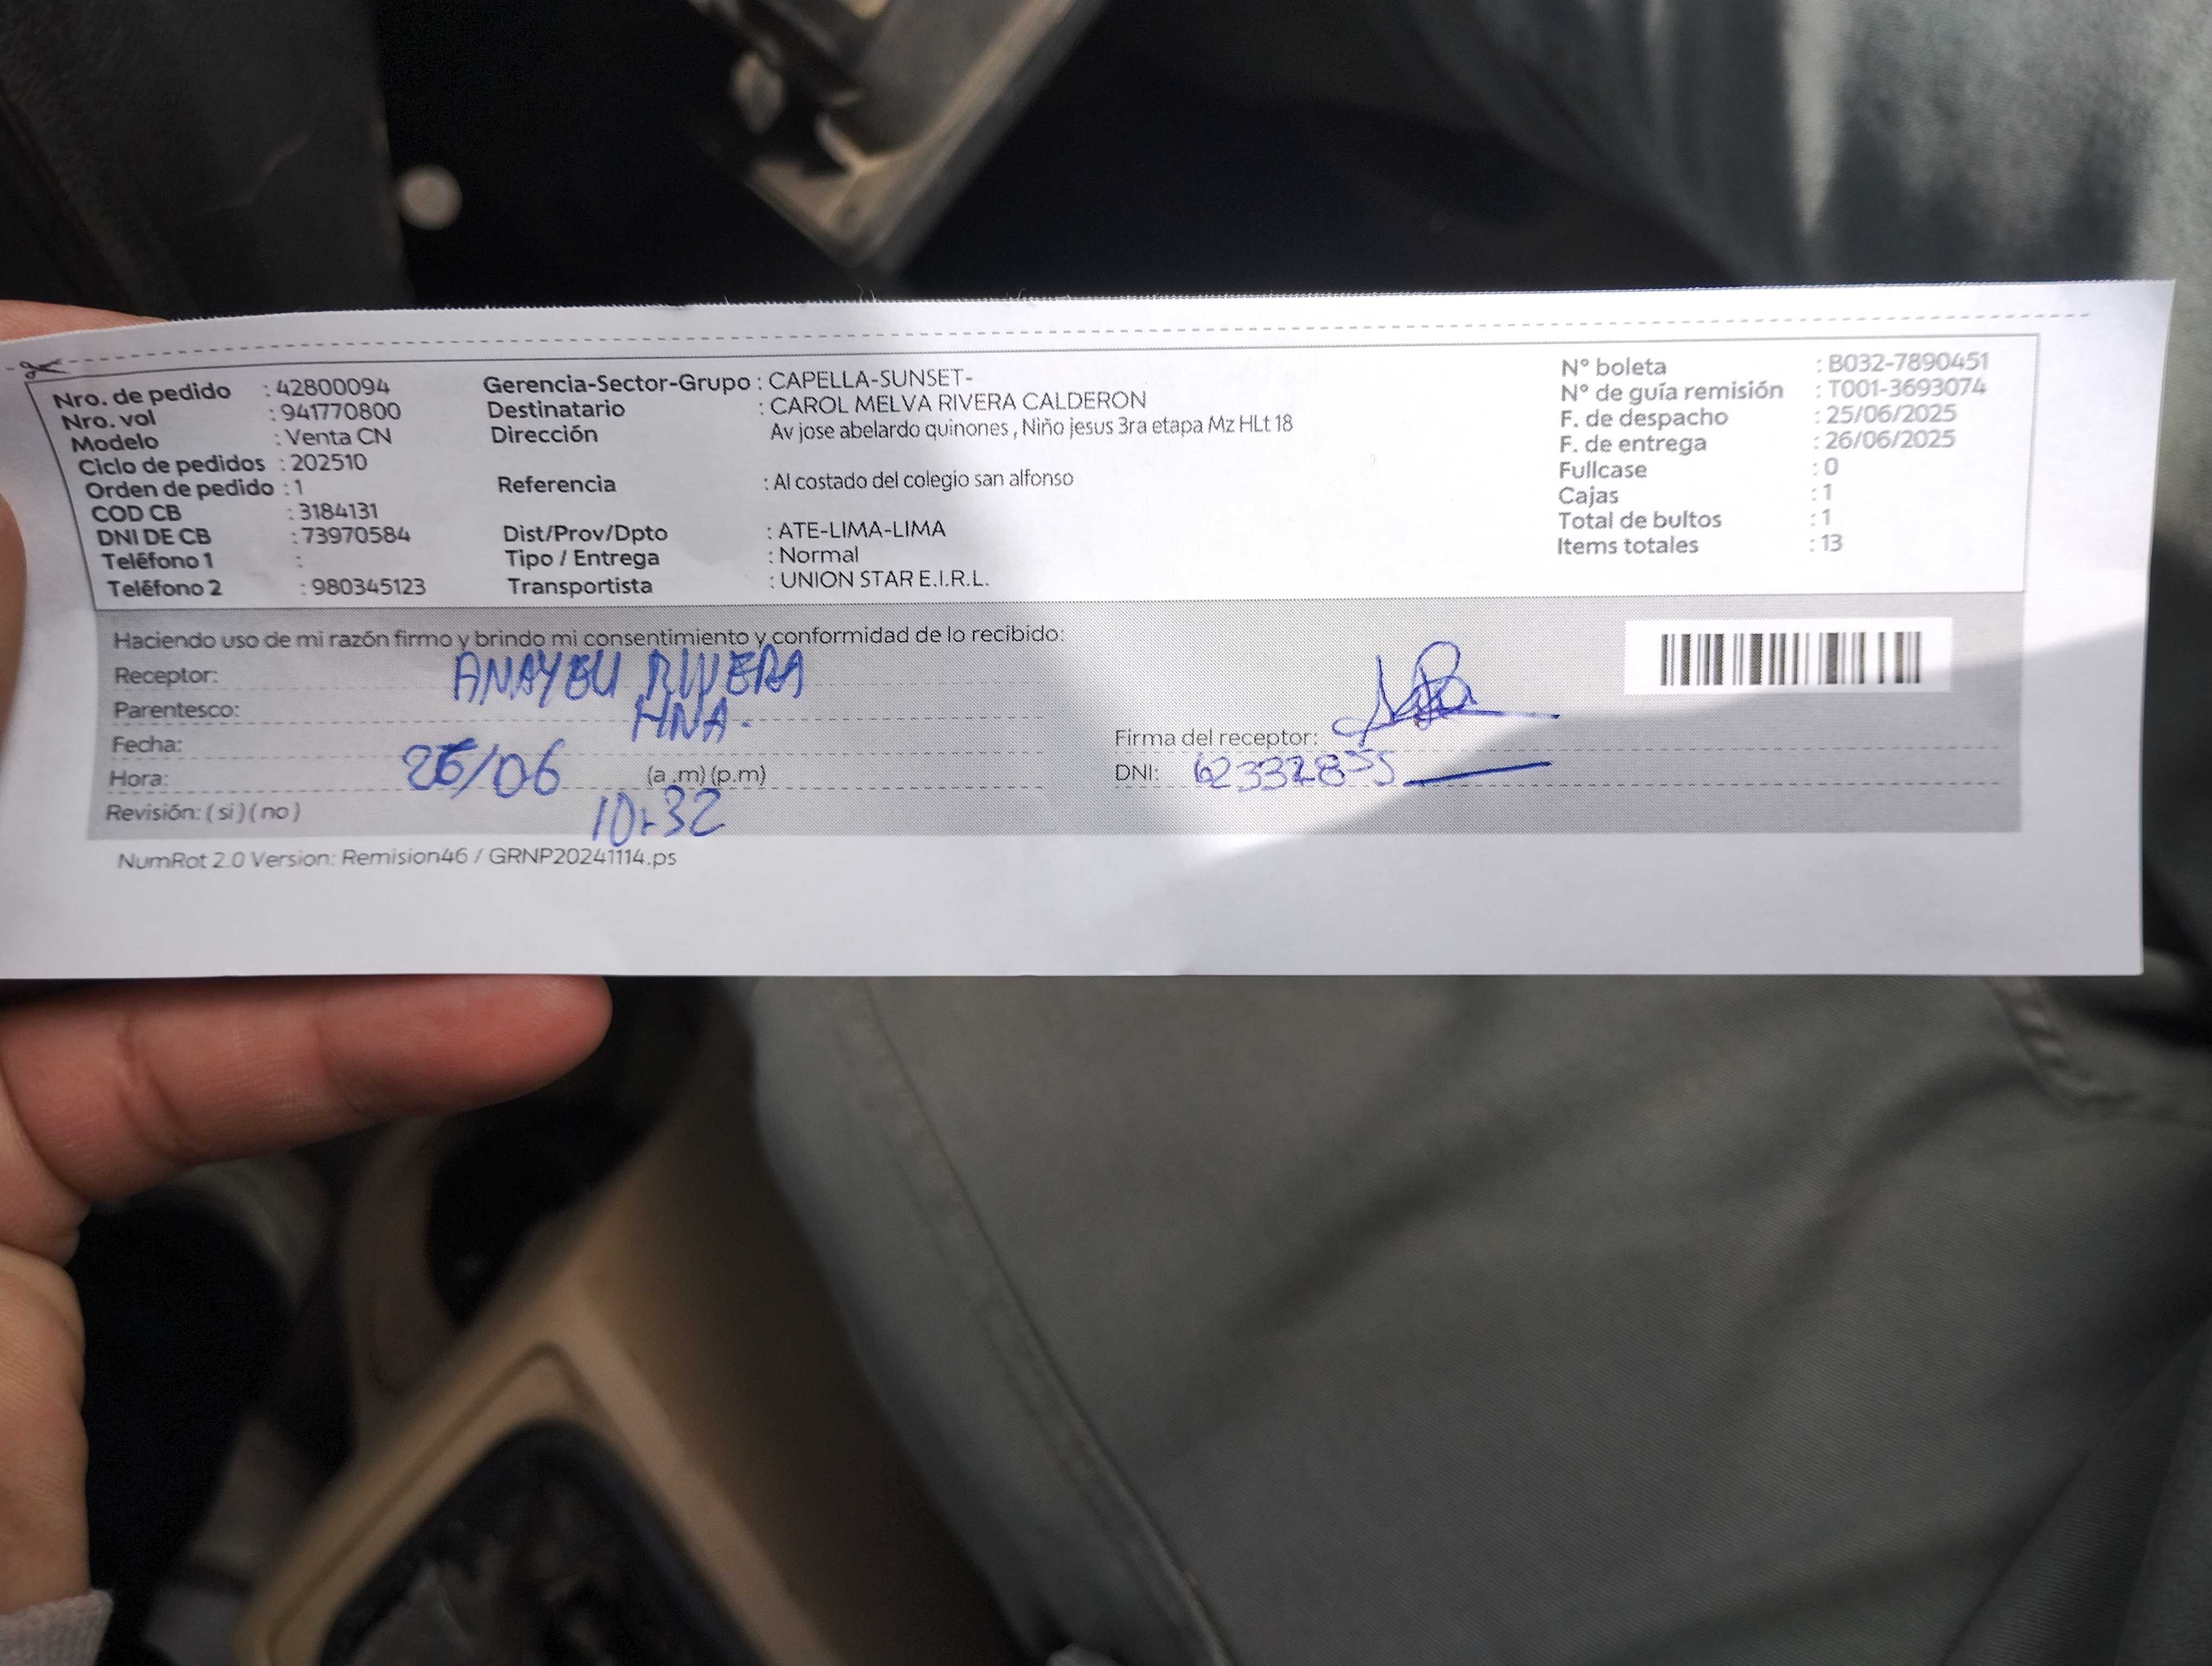 Nro. de pedido : 42800094
Nro. vol : 941770800
Modelo : Venta CN
Ciclo de pedidos : 202510
Orden de pedido : 1
COD CB : 3184131
DNI DE CB : 73970584
Teléfono 1 :
Teléfono 2 : 980345123
Gerencia-Sector-Grupo : CAPELLA-SUNSET-
Destinatario : CAROL MELVA RIVERA CALDERON
Dirección Av jose abelardo quinones , Niño jesus 3ra etapa Mz HLt 18
Referencia : Al costado del colegio san alfonso
Dist/Prov/Dpto : ATE-LIMA-LIMA
Tipo / Entrega : Normal
Transportista : UNION STAR E.I.R.L.
N° boleta : B032-7890451
N° de guía remisión : T001-3693074
F. de despacho : 25/06/2025
F. de entrega : 26/06/2025
Fullcase : 0
Cajas : 1
Total de bultos : 1
Items totales : 13
Haciendo uso de mi razón firmo y brindo mi consentimiento y conformidad de lo recibido:
Receptor: RIVERA
Parentesco: HNA.
Fecha: 26/06
Hora: (a .m) (p.m)
10:32
Revisión: ( si ) ( no )
Firma del receptor:
DNI: 62332855
NumRot 2.0 Version: Remision46 / GRNP20241114.ps